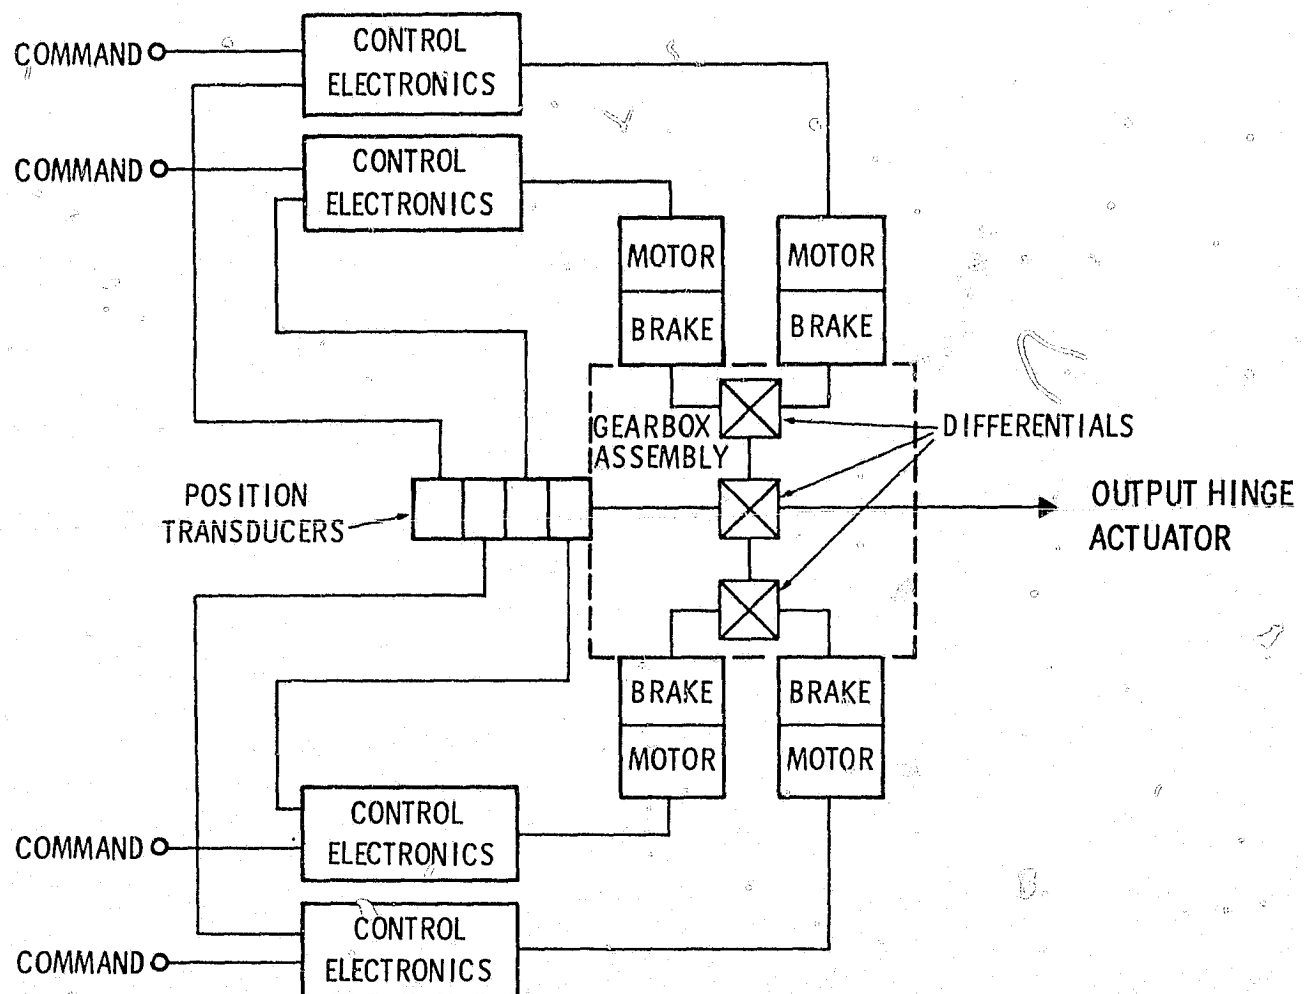 COMMAND
CONTROL
ELECTRONICS
COMMAND
CONTROL
ELECTRONICS
MOTOR
BRAKE
MOTOR
BRAKE
GEARBOX
ASSEMBLY
DIFFERENTIALS
POSITION
TRANSDUCERS
OUTPUT HINGE
ACTUATOR
BRAKE
MOTOR
BRAKE
MOTOR
COMMAND
CONTROL
ELECTRONICS
COMMAND
CONTROL
ELECTRONICS